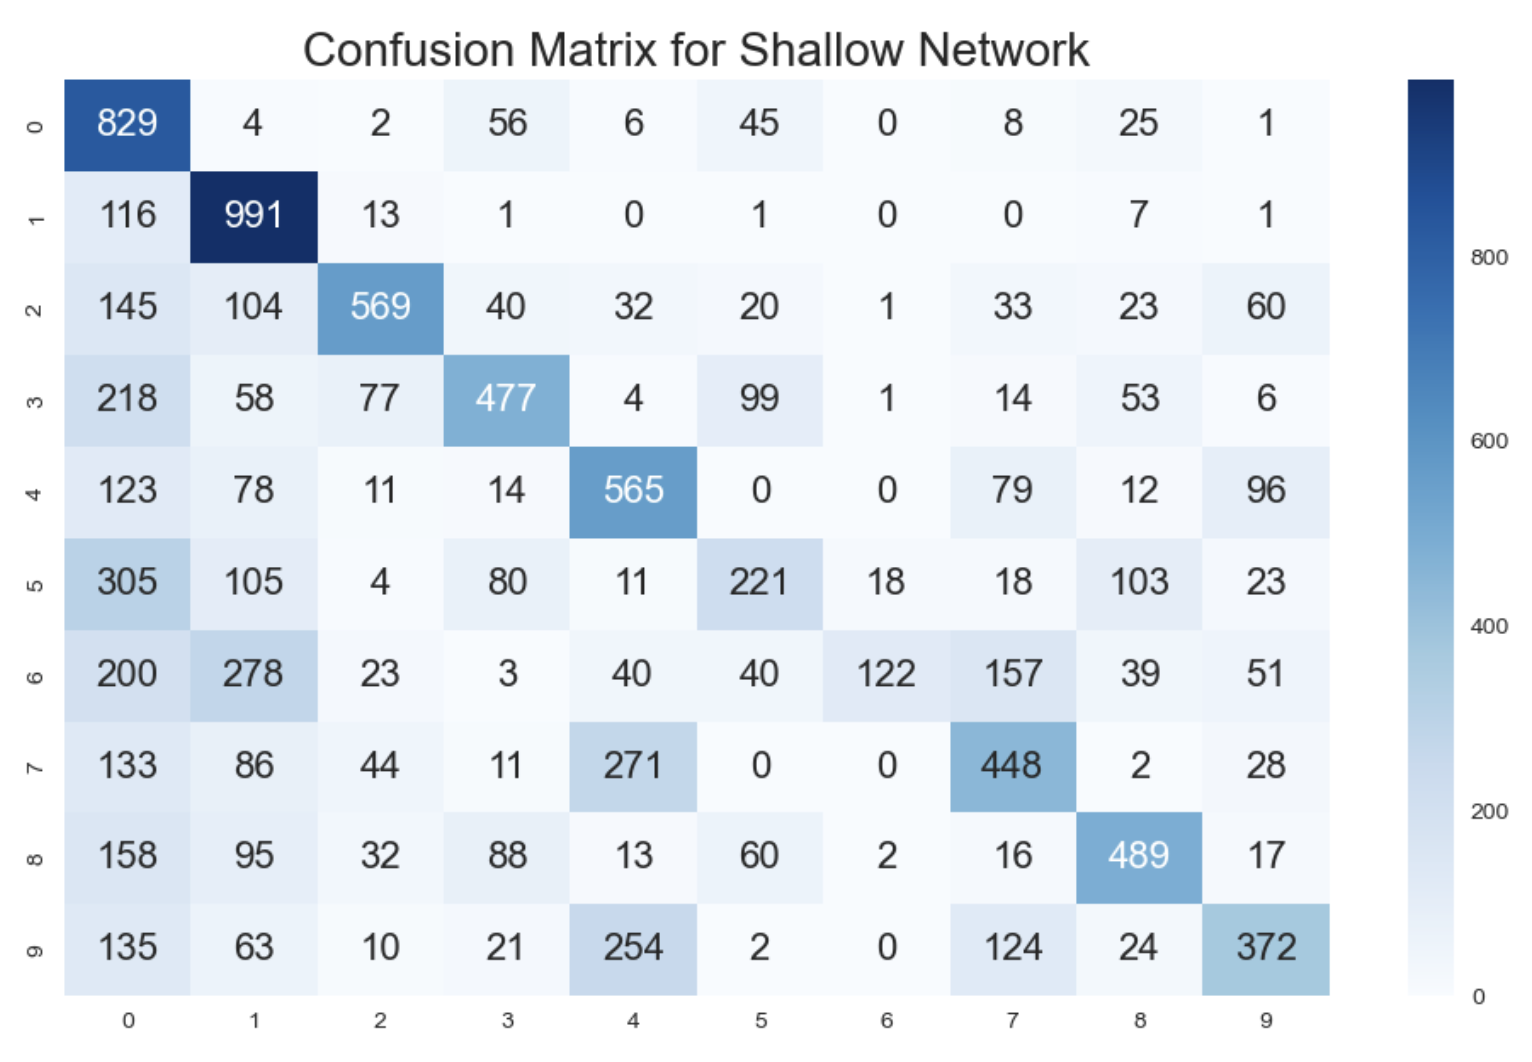 Confusion Matrix for Shallow Network
0 829 4 2 56 6 45 0 8 25 1
1 116 991 13 1 0 1 0 0 7 1
2 145 104 569 40 32 20 1 33 23 60
3 218 58 77 477 4 99 1 14 53 6
4 123 78 11 14 565 0 0 79 12 96
5 305 105 4 80 11 221 18 18 103 23
6 200 278 23 3 40 40 122 157 39 51
7 133 86 44 11 271 0 0 448 2 28
8 158 95 32 88 13 60 2 16 489 17
9 135 63 10 21 254 2 0 124 24 372
0 1 2 3 4 5 6 7 8 9
800
600
400
200
0